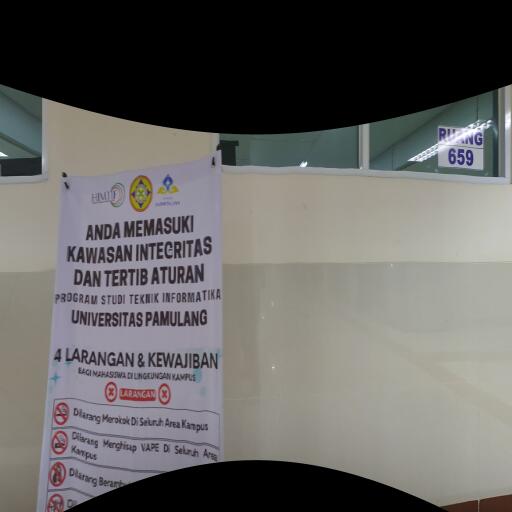 RUANG
659
HIMTIF
ANDA MEMASUKI
KAWASAN INTEGRITAS
DAN TERTIB ATURAN
PROGRAM STUDI TEKNIK INFORMATIKA
UNIVERSITAS PAMULANG
4 LARANGAN & KEWAJIBAN
BAGI MAHASISWA DI LINGKUNGAN KAMPUS
LARANGAN
Dilarang Merokok Di Seluruh Area Kampus
Dilarang Menghisap VAPE Di Seluruh Area
Kampus
Dilarang